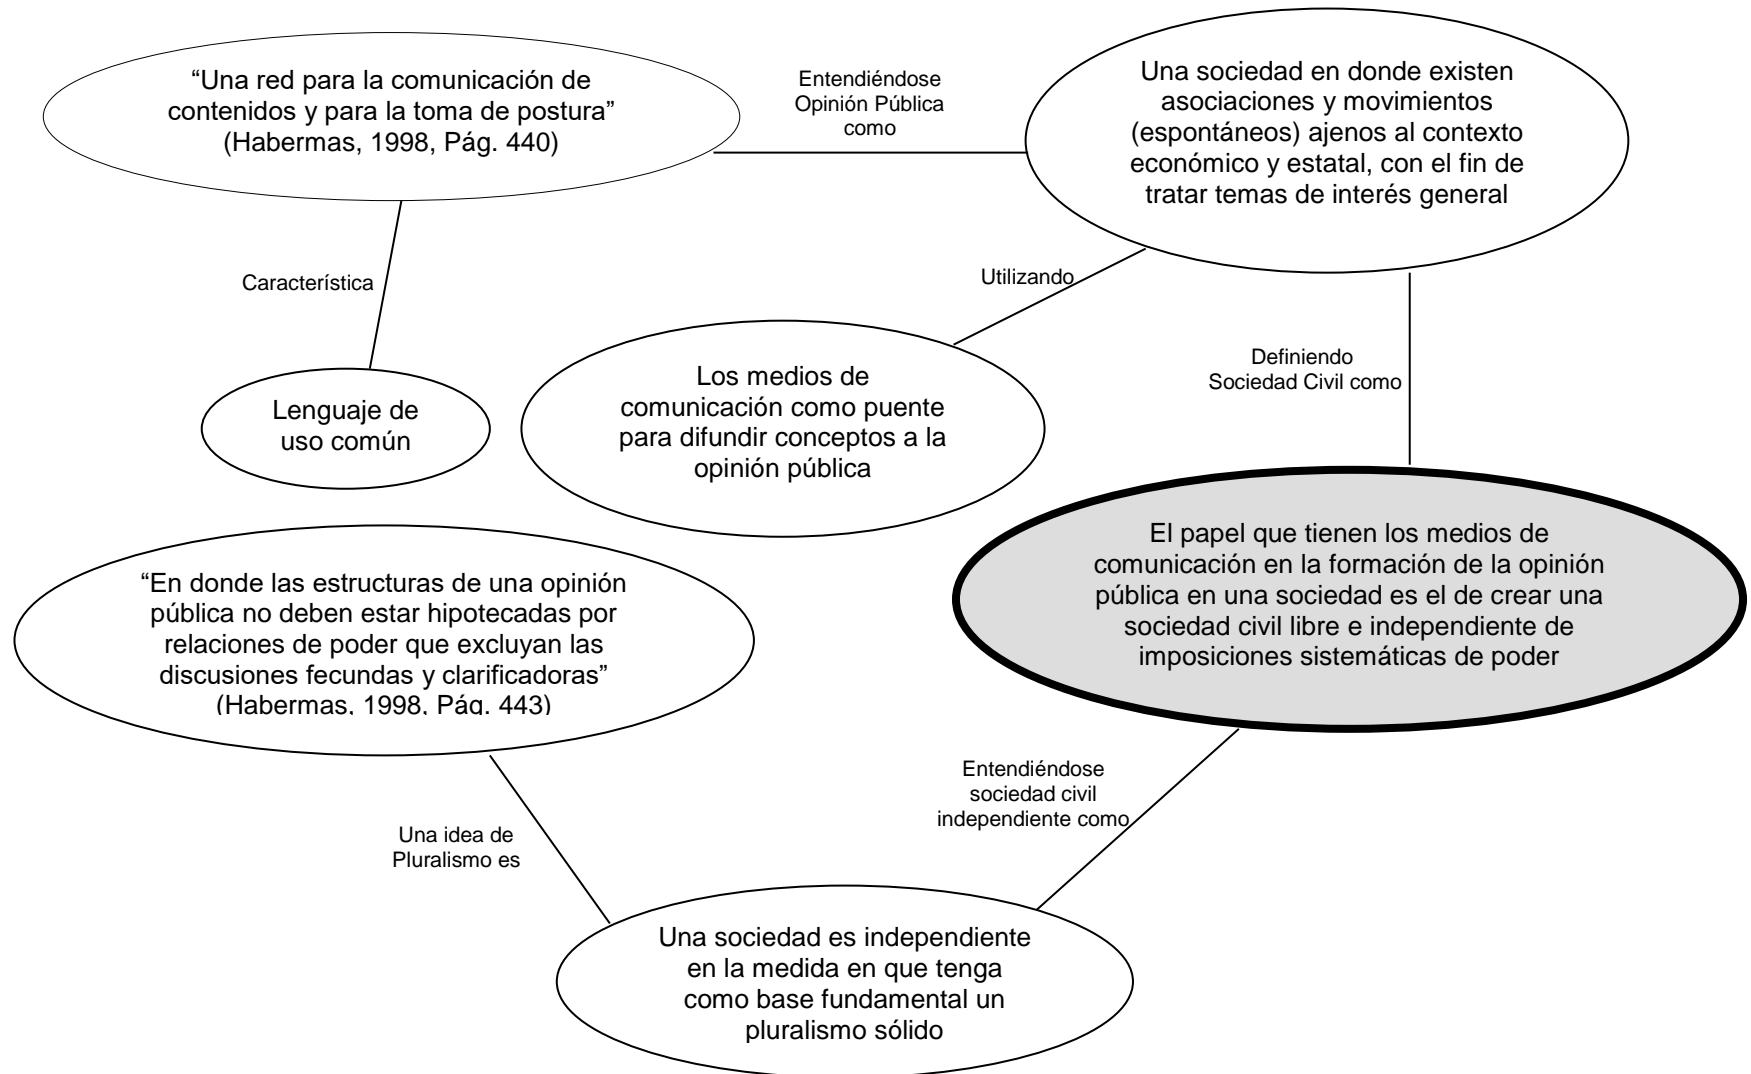 “Una red para la comunicación de
contenidos y para la toma de postura”
(Habermas, 1998, Pág. 440)
Entendiéndose
Opinión Pública
como
Una sociedad en donde existen
asociaciones y movimientos
(espontáneos) ajenos al contexto
económico y estatal, con el fin de
tratar temas de interés general
Característica
Utilizando
Definiendo
Sociedad Civil como
Lenguaje de
uso común
Los medios de
comunicación como puente
para difundir conceptos a la
opinión pública
El papel que tienen los medios de
comunicación en la formación de la opinión
pública en una sociedad es el de crear una
sociedad civil libre e independiente de
imposiciones sistemáticas de poder
“En donde las estructuras de una opinión
pública no deben estar hipotecadas por
relaciones de poder que excluyan las
discusiones fecundas y clarificadoras”
(Habermas, 1998, Pág. 443)
Entendiéndose
sociedad civil
independiente como
Una idea de
Pluralismo es
Una sociedad es independiente
en la medida en que tenga
como base fundamental un
pluralismo sólido